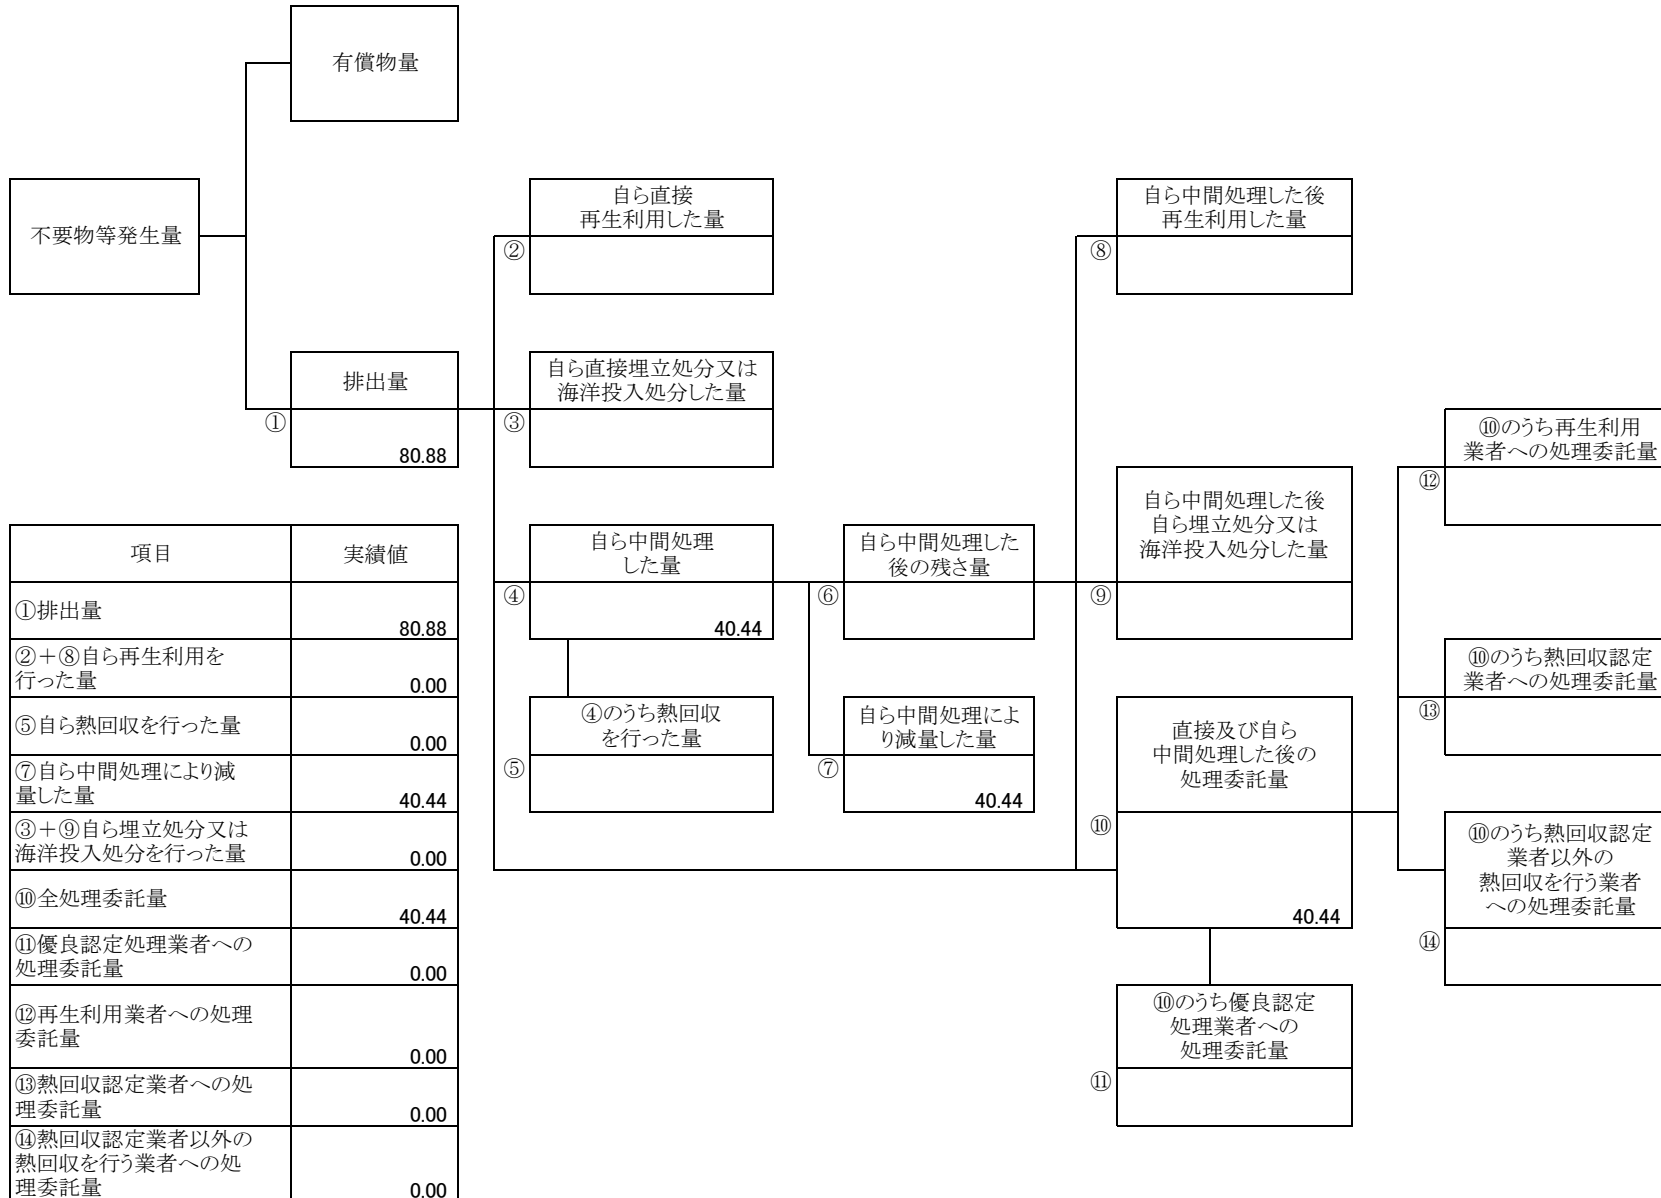 有償物量
不要物等発生量
自ら直接
再生利用した量
②
自ら中間処理した後
再生利用した量
⑧
排出量
①
80.88
自ら直接埋立処分又は
海洋投入処分した量
③
⑩のうち再生利用
業者への処理委託量
⑫
自ら中間処理した後
自ら埋立処分又は
海洋投入処分した量
⑨
自ら中間処理
した量
④
40.44
自ら中間処理した
後の残さ量
⑥
④のうち熱回収
を行った量
⑤
自ら中間処理によ
り減量した量
⑦
40.44
直接及び自ら
中間処理した後の
処理委託量
⑩
40.44
⑩のうち熱回収認定
業者への処理委託量
⑬
⑩のうち熱回収認定
業者以外の
熱回収を行う業者
への処理委託量
⑭
⑩のうち優良認定
処理業者への
処理委託量
⑪
項目 実績値
①排出量
80.88
②+⑧自ら再生利用を
行った量
0.00
⑤自ら熱回収を行った量
0.00
⑦自ら中間処理により減
量した量
40.44
③+⑨自ら埋立処分又は
海洋投入処分を行った量
0.00
⑩全処理委託量
40.44
⑪優良認定処理業者への
処理委託量
0.00
⑫再生利用業者への処理
委託量
0.00
⑬熱回収認定業者への処
理委託量
0.00
⑭熱回収認定業者以外の
熱回収を行う業者への処
理委託量
0.00